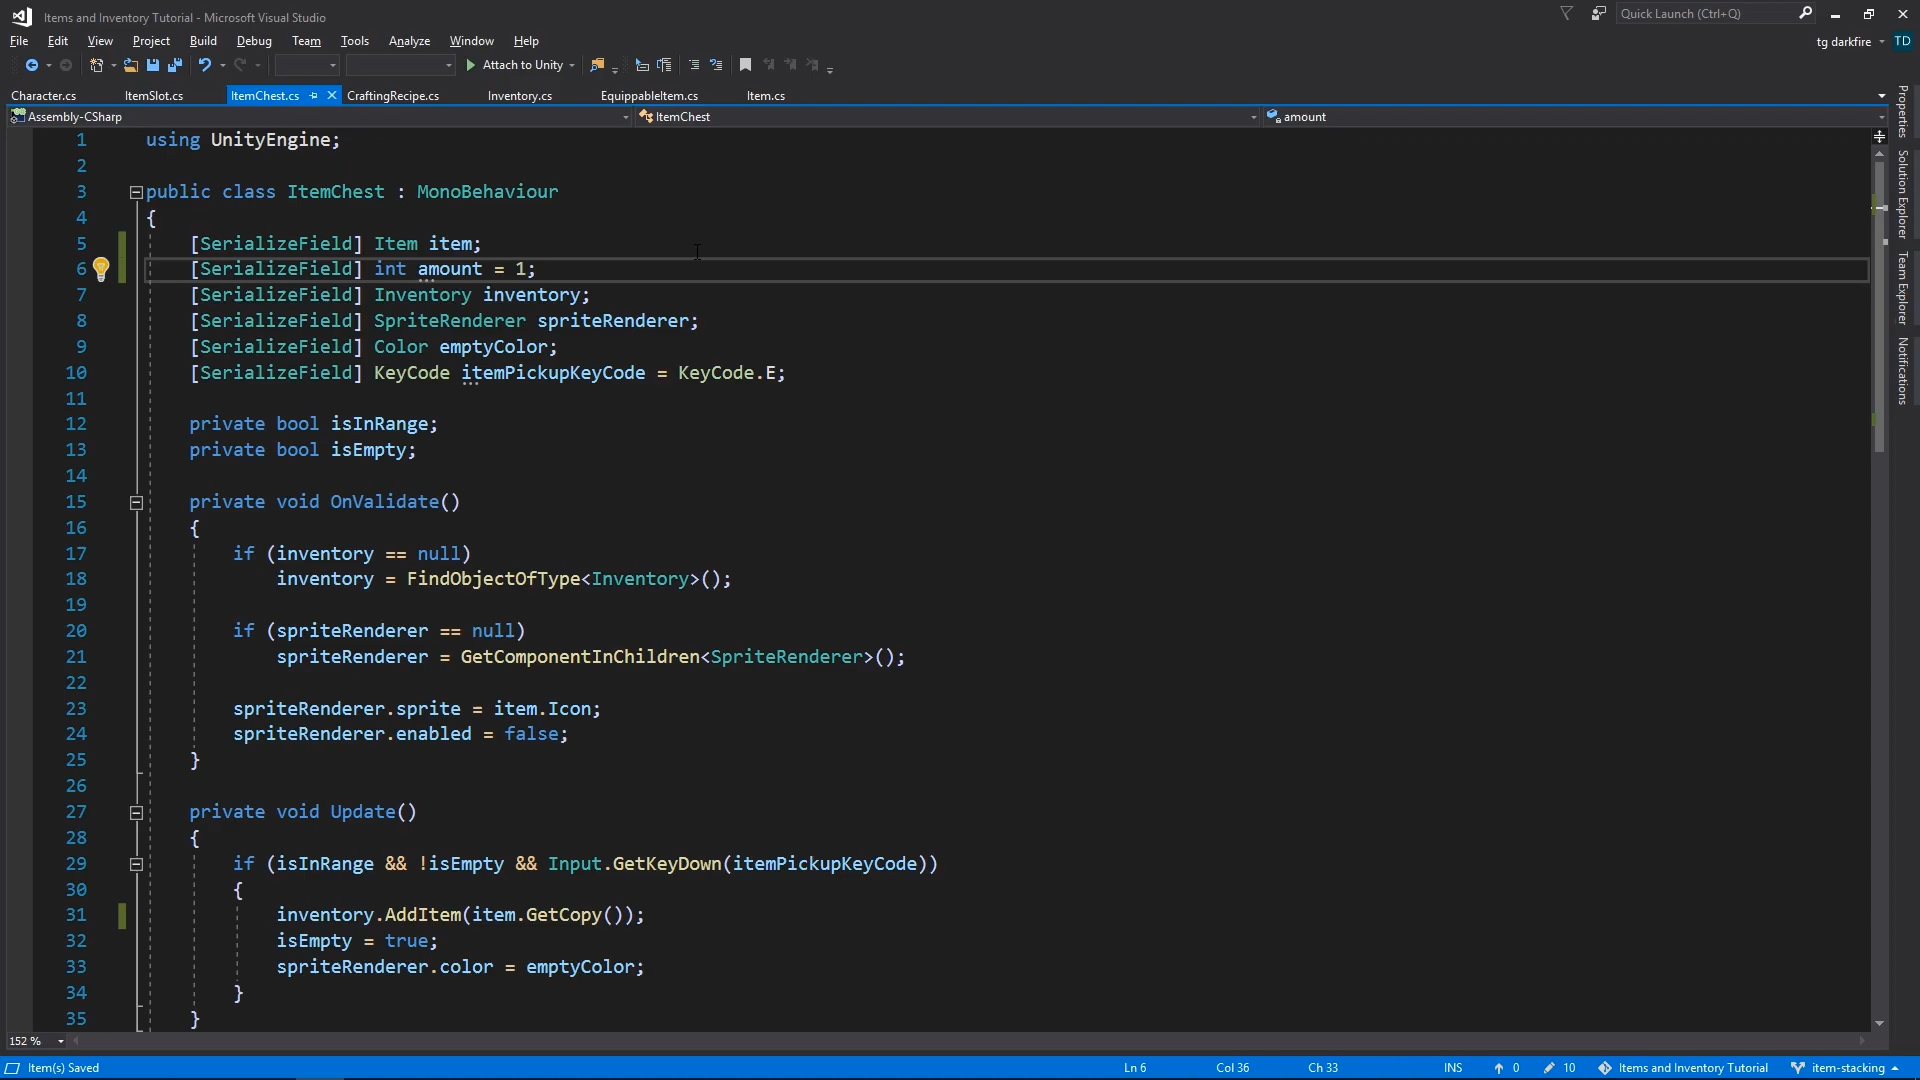 Items and Inventory Tutorial - Microsoft Visual Studio
Quick Launch (Ctrl+Q)
File Edit View Project Build Debug Team Tools Analyze Window Help
tg darkfire TD
Attach to Unity
Character.cs ItemSlot.cs ItemChest.cs CraftingRecipe.cs Inventory.cs EquippableItem.cs Item.cs
Assembly-CSharp ItemChest amount
1 using UnityEngine;
2
3 public class ItemChest : MonoBehaviour
4 {
5 [SerializeField] Item item;
6 [SerializeField] int amount = 1;
7 [SerializeField] Inventory inventory;
8 [SerializeField] SpriteRenderer spriteRenderer;
9 [SerializeField] Color emptyColor;
10 [SerializeField] KeyCode itemPickupKeyCode = KeyCode.E;
11
12 private bool isInRange;
13 private bool isEmpty;
14
15 private void OnValidate()
16 {
17 if (inventory == null)
18 inventory = FindObjectOfType<Inventory>();
19
20 if (spriteRenderer == null)
21 spriteRenderer = GetComponentInChildren<SpriteRenderer>();
22
23 spriteRenderer.sprite = item.Icon;
24 spriteRenderer.enabled = false;
25 }
26
27 private void Update()
28 {
29 if (isInRange && !isEmpty && Input.GetKeyDown(itemPickupKeyCode))
30 {
31 inventory.AddItem(item.GetCopy());
32 isEmpty = true;
33 spriteRenderer.color = emptyColor;
34 }
35 }
Properties
Solution Explorer
Team Explorer
Notifications
152 %
Item(s) Saved Ln 6 Col 36 Ch 33 INS 0 10 Items and Inventory Tutorial item-stacking